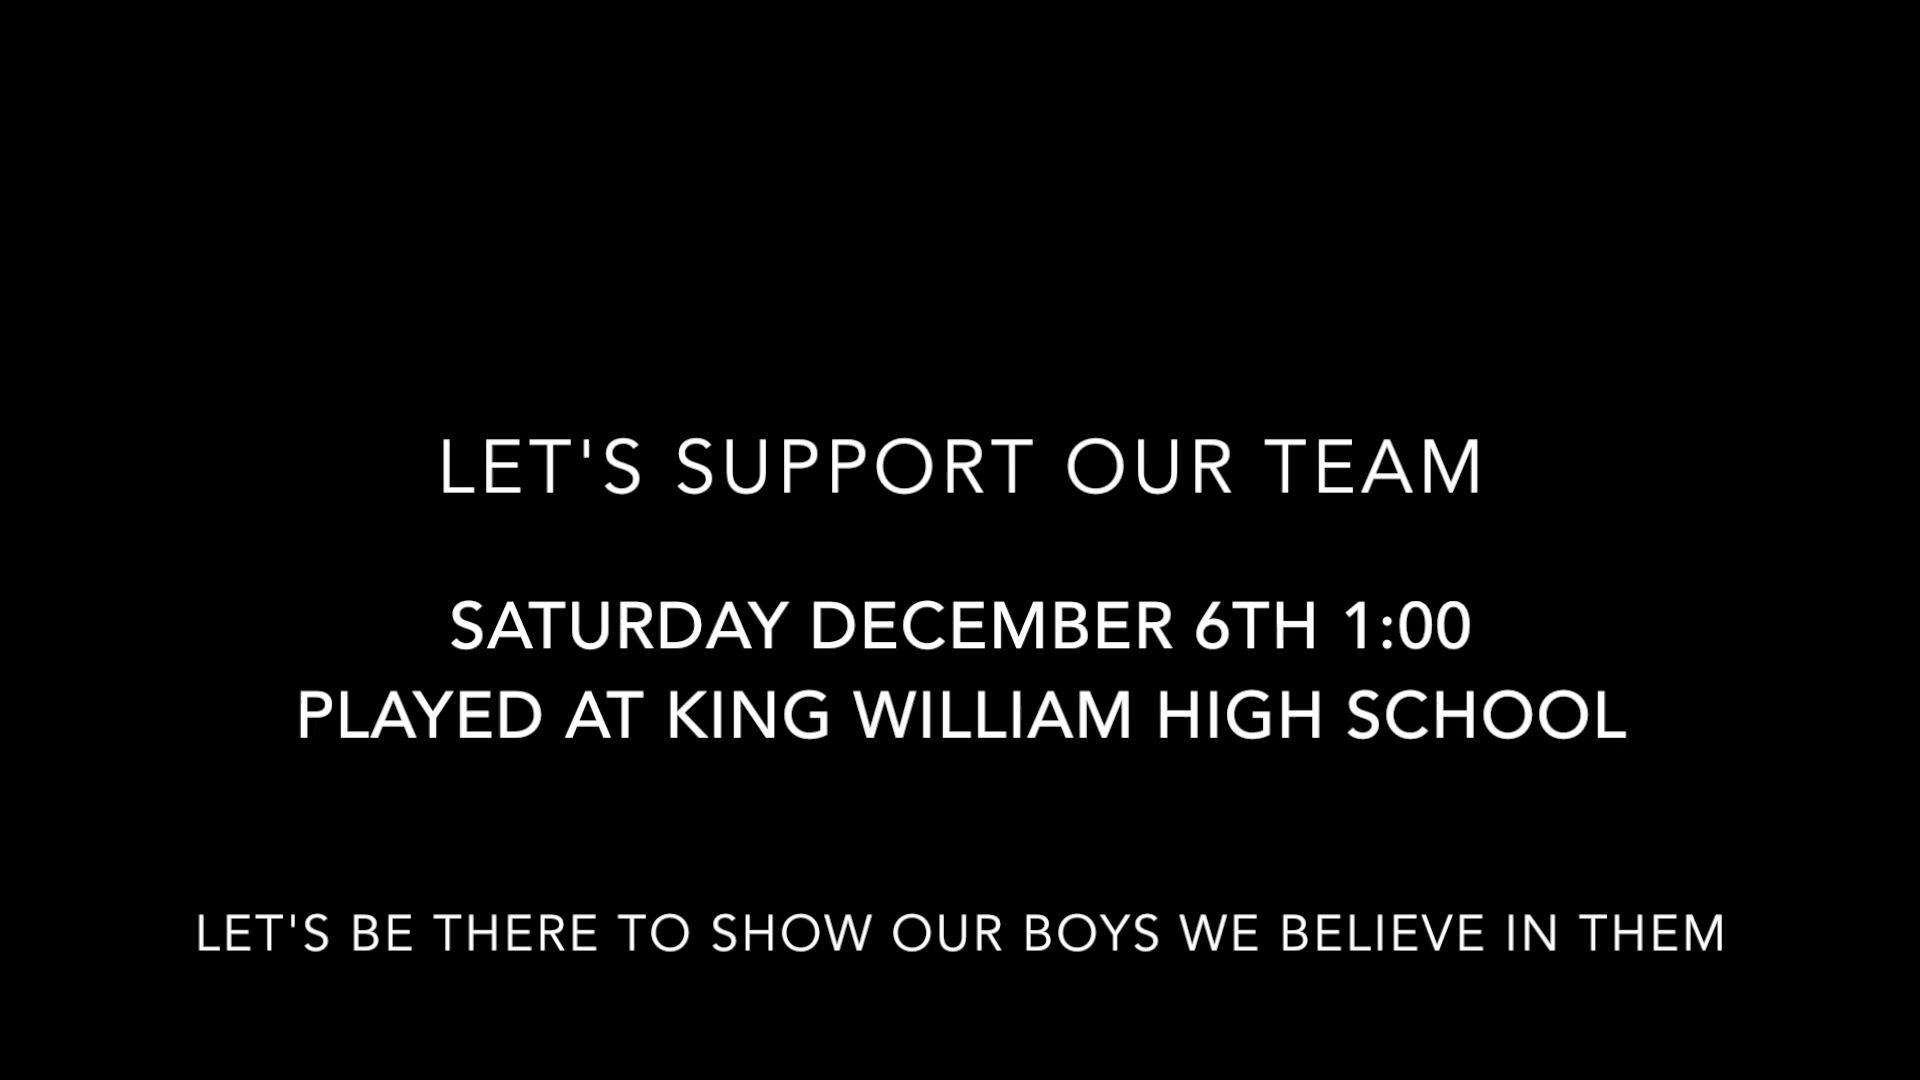 LET'S SUPPORT OUR TEAM
SATURDAY DECEMBER 6TH 1:00
PLAYED AT KING WILLIAM HIGH SCHOOL
LET'S BE THERE TO SHOW OUR BOYS WE BELIEVE IN THEM